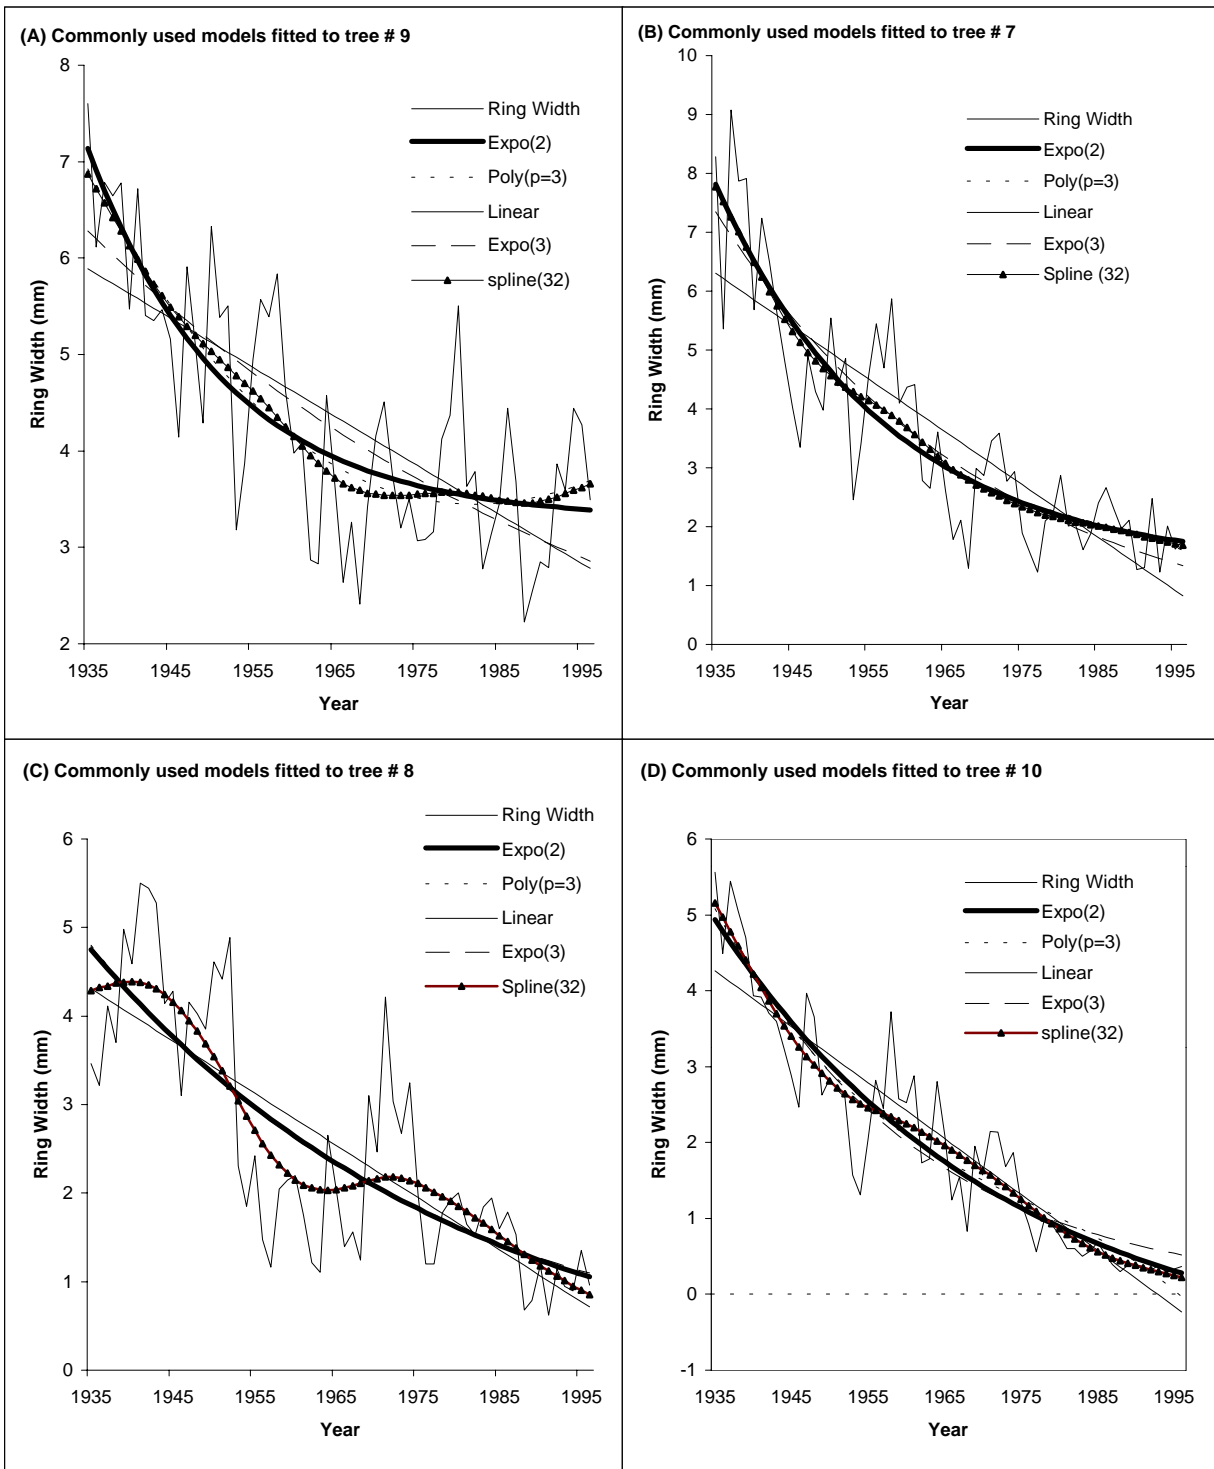 (A) Commonly used models fitted to tree # 9
8
7
6
5
4
3
2
Ring Width (mm)
1935 1945 1955 1965 1975 1985 1995
Year
Ring Width
Expo(2)
Poly(p=3)
Linear
Expo(3)
spline(32)
(B) Commonly used models fitted to tree # 7
10
9
8
7
6
5
4
3
2
1
0
Ring Width (mm)
1935 1945 1955 1965 1975 1985 1995
Year
Ring Width
Expo(2)
Poly(p=3)
Linear
Expo(3)
Spline (32)
(C) Commonly used models fitted to tree # 8
6
5
4
3
2
1
0
Ring Width (mm)
1935 1945 1955 1965 1975 1985 1995
Year
Ring Width
Expo(2)
Poly(p=3)
Linear
Expo(3)
Spline(32)
(D) Commonly used models fitted to tree # 10
6
5
4
3
2
1
0
-1
Ring Width (mm)
1935 1945 1955 1965 1975 1985 1995
Year
Ring Width
Expo(2)
Poly(p=3)
Linear
Expo(3)
spline(32)